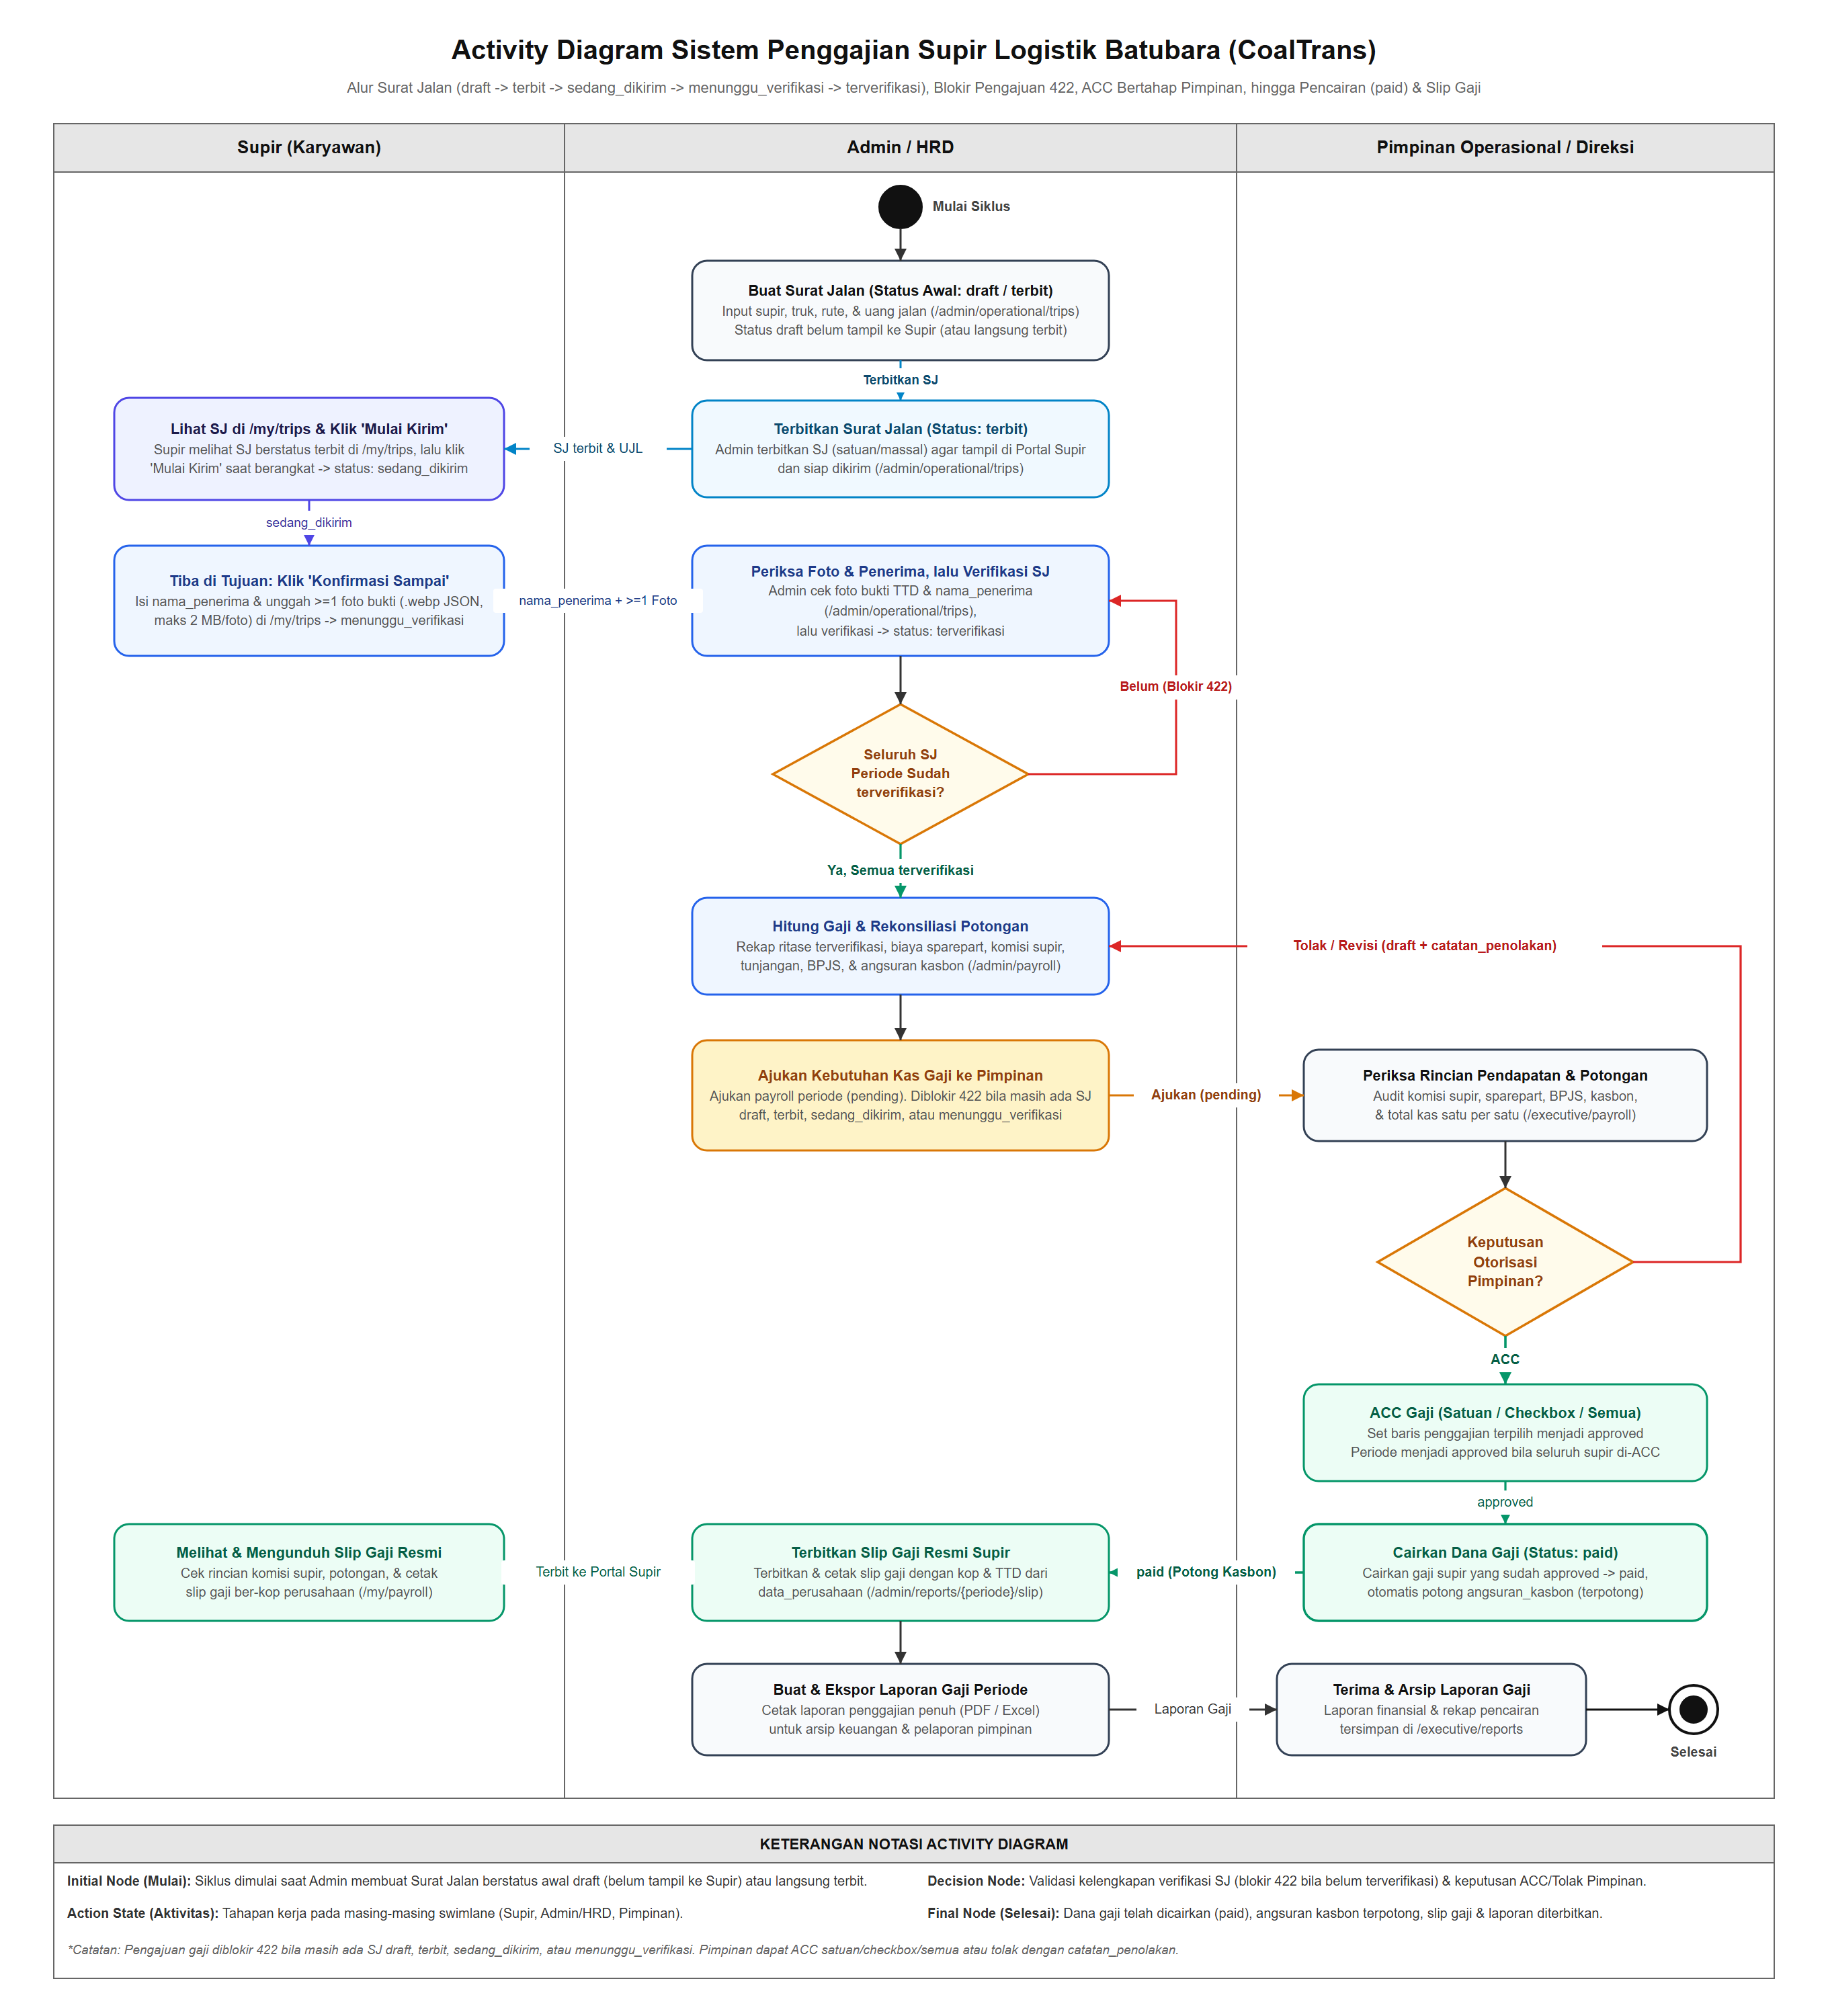 Activity Diagram Sistem Penggajian Supir Logistik Batubara (CoalTrans)
Alur Surat Jalan (draft -> terbit -> sedang_dikirim -> menunggu_verifikasi -> terverifikasi), Blokir Pengajuan 422, ACC Bertahap Pimpinan, hingga Pencairan (paid) & Slip Gaji
Supir (Karyawan)
Admin / HRD
Pimpinan Operasional / Direksi
Mulai Siklus
Buat Surat Jalan (Status Awal: draft / terbit)
Input supir, truk, rute, & uang jalan (/admin/operational/trips)
Status draft belum tampil ke Supir (atau langsung terbit)
Terbitkan SJ
Lihat SJ di /my/trips & Klik 'Mulai Kirim'
Supir melihat SJ berstatus terbit di /my/trips, lalu klik
'Mulai Kirim' saat berangkat -> status: sedang_dikirim
SJ terbit & UJL
Terbitkan Surat Jalan (Status: terbit)
Admin terbitkan SJ (satuan/massal) agar tampil di Portal Supir
dan siap dikirim (/admin/operational/trips)
sedang_dikirim
Tiba di Tujuan: Klik 'Konfirmasi Sampai'
Isi nama_penerima & unggah >=1 foto bukti (.webp JSON,
maks 2 MB/foto) di /my/trips -> menunggu_verifikasi
nama_penerima + >=1 Foto
Periksa Foto & Penerima, lalu Verifikasi SJ
Admin cek foto bukti TTD & nama_penerima
(/admin/operational/trips),
lalu verifikasi -> status: terverifikasi
Belum (Blokir 422)
Seluruh SJ
Periode Sudah
terverifikasi?
Ya, Semua terverifikasi
Hitung Gaji & Rekonsiliasi Potongan
Rekap ritase terverifikasi, biaya sparepart, komisi supir,
tunjangan, BPJS, & angsuran kasbon (/admin/payroll)
Tolak / Revisi (draft + catatan_penolakan)
Ajukan Kebutuhan Kas Gaji ke Pimpinan
Ajukan payroll periode (pending). Diblokir 422 bila masih ada SJ
draft, terbit, sedang_dikirim, atau menunggu_verifikasi
Ajukan (pending)
Periksa Rincian Pendapatan & Potongan
Audit komisi supir, sparepart, BPJS, kasbon,
& total kas satu per satu (/executive/payroll)
Keputusan
Otorisasi
Pimpinan?
ACC
ACC Gaji (Satuan / Checkbox / Semua)
Set baris penggajian terpilih menjadi approved
Periode menjadi approved bila seluruh supir di-ACC
approved
Melihat & Mengunduh Slip Gaji Resmi
Cek rincian komisi supir, potongan, & cetak
slip gaji ber-kop perusahaan (/my/payroll)
Terbit ke Portal Supir
Terbitkan Slip Gaji Resmi Supir
Terbitkan & cetak slip gaji dengan kop & TTD dari
data_perusahaan (/admin/reports/{periode}/slip)
paid (Potong Kasbon)
Cairkan Dana Gaji (Status: paid)
Cairkan gaji supir yang sudah approved -> paid,
otomatis potong angsuran_kasbon (terpotong)
Buat & Ekspor Laporan Gaji Periode
Cetak laporan penggajian penuh (PDF / Excel)
untuk arsip keuangan & pelaporan pimpinan
Laporan Gaji
Terima & Arsip Laporan Gaji
Laporan finansial & rekap pencairan
tersimpan di /executive/reports
Selesai
KETERANGAN NOTASI ACTIVITY DIAGRAM
Initial Node (Mulai): Siklus dimulai saat Admin membuat Surat Jalan berstatus awal draft (belum tampil ke Supir) atau langsung terbit.
Decision Node: Validasi kelengkapan verifikasi SJ (blokir 422 bila belum terverifikasi) & keputusan ACC/Tolak Pimpinan.
Action State (Aktivitas): Tahapan kerja pada masing-masing swimlane (Supir, Admin/HRD, Pimpinan).
Final Node (Selesai): Dana gaji telah dicairkan (paid), angsuran kasbon terpotong, slip gaji & laporan diterbitkan.
*Catatan: Pengajuan gaji diblokir 422 bila masih ada SJ draft, terbit, sedang_dikirim, atau menunggu_verifikasi. Pimpinan dapat ACC satuan/checkbox/semua atau tolak dengan catatan_penolakan.